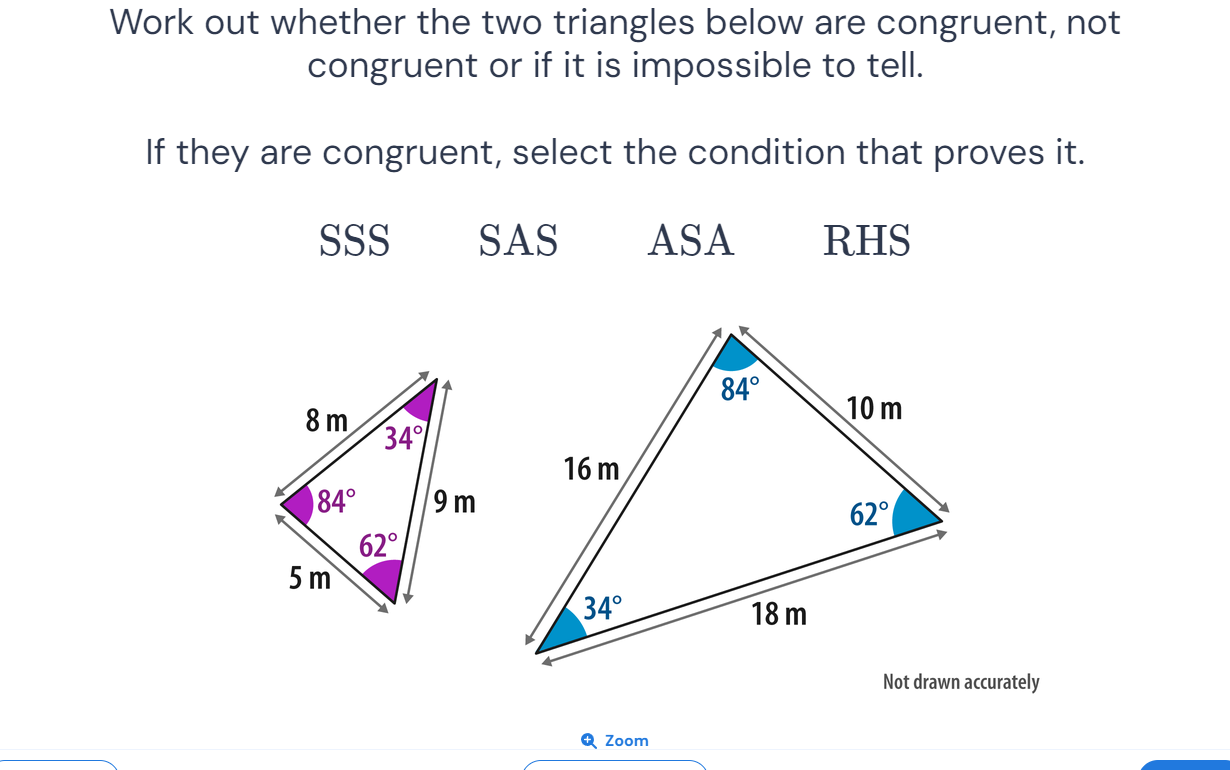 Work out whether the two triangles below are congruent, not
congruent or if it is impossible to tell.
If they are congruent, select the condition that proves it.
SSS SAS ASA RHS
8 m
34°
84°
9 m
62°
5 m
84°
10 m
16 m
62°
34°
18 m
Not drawn accurately
Zoom